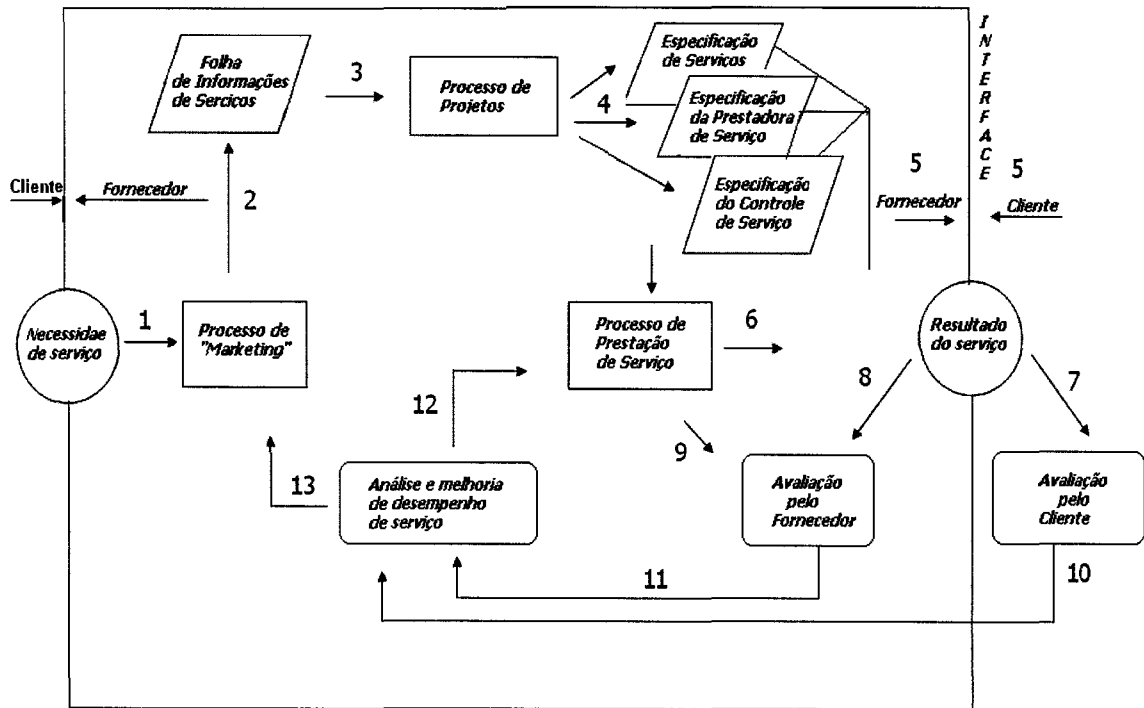 Folha
de Informações
de Serciços
3
Processo de
Projetos
4
Especificação
de Serviços
Especificação
da Prestadora
de Serviço
Especificação
do Controle
de Serviço
INTERFACE
Cliente
Fornecedor
2
5
Fornecedor
5
Cliente
Necessidae
de serviço
1
Processo de
"Marketing"
Processo de
Prestação
de Serviço
6
Resultado
do serviço
8
7
12
9
13
Análise e melhoria
de desempenho
de serviço
Avaliação
pelo
Fornecedor
Avaliação
pelo
Cliente
11
10